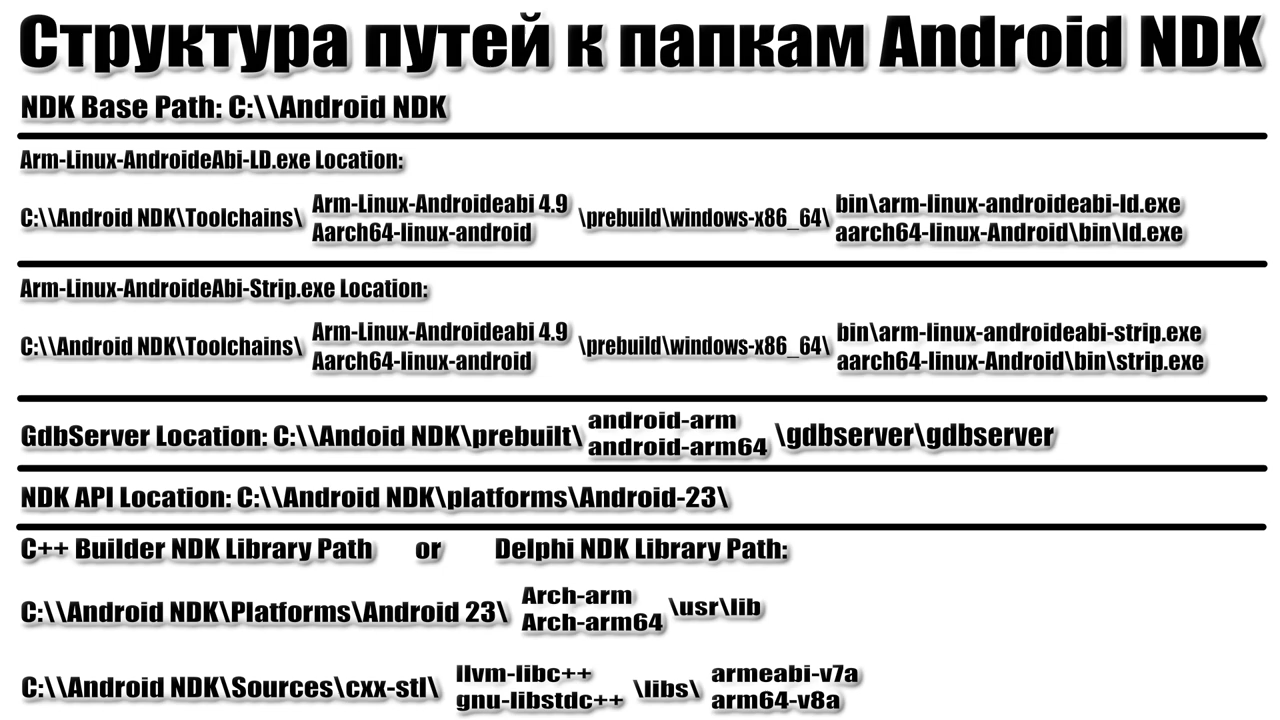 Структура путей к папкам Android NDK
NDK Base Path: C:\\Android NDK
Arm-Linux-AndroideAbi-LD.exe Location:
C:\\Android NDK\Toolchains\ Arm-Linux-Androideabi 4.9 \prebuild\windows-x86_64\ bin\arm-linux-androideabi-ld.exe
Aarch64-linux-android aarch64-linux-Android\bin\ld.exe
Arm-Linux-AndroideAbi-Strip.exe Location:
C:\\Android NDK\Toolchains\ Arm-Linux-Androideabi 4.9 \prebuild\windows-x86_64\ bin\arm-linux-androideabi-strip.exe
Aarch64-linux-android aarch64-linux-Android\bin\strip.exe
GdbServer Location: C:\\Andoid NDK\prebuilt\ android-arm \gdbserver\gdbserver
android-arm64
NDK API Location: C:\\Android NDK\platforms\Android-23\
C++ Builder NDK Library Path or Delphi NDK Library Path:
C:\\Android NDK\Platforms\Android 23\ Arch-arm \usr\lib
Arch-arm64
C:\\Android NDK\Sources\cxx-stl\ llvm-libc++ \libs\ armeabi-v7a
gnu-libstdc++ arm64-v8a